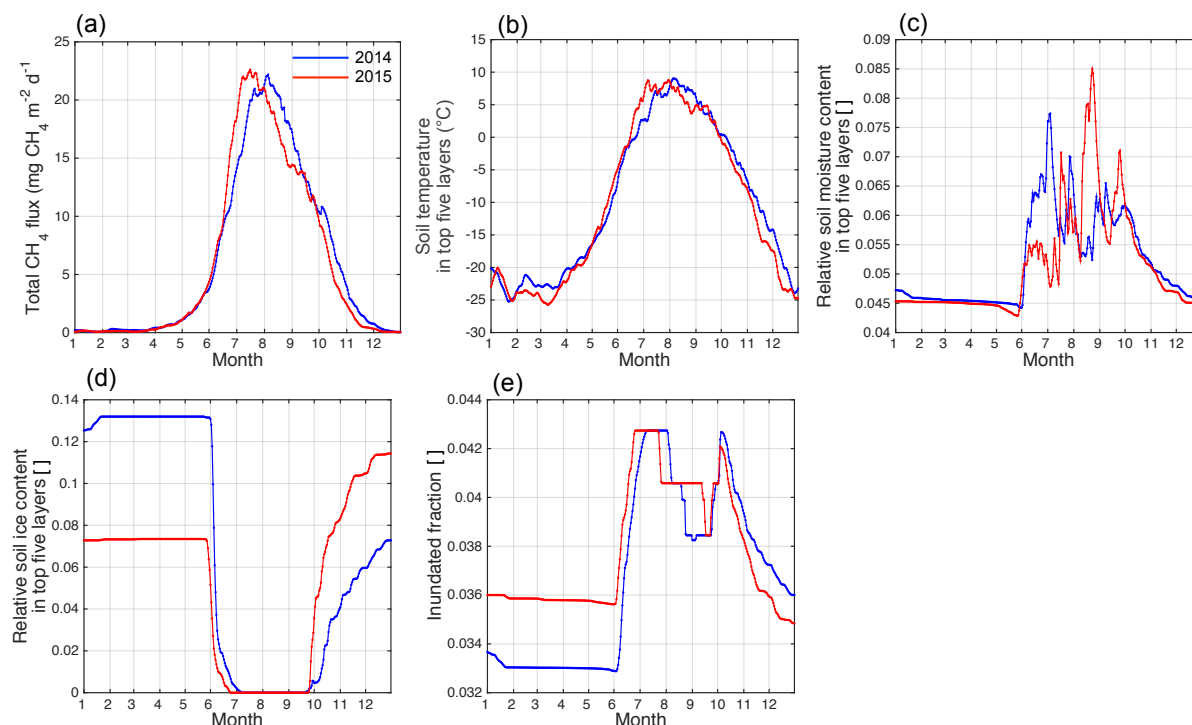 (a)
25
20
15
10
5
0
Total CH4 flux (mg CH4 m-2 d-1)
2014
2015
1 2 3 4 5 6 7 8 9 10 11 12
Month
(b)
15
10
5
0
-5
-10
-15
-20
-25
-30
Soil temperature
in top five layers (°C)
1 2 3 4 5 6 7 8 9 10 11 12
Month
(c)
0.09
0.085
0.08
0.075
0.07
0.065
0.06
0.055
0.05
0.045
0.04
Relative soil moisture content
in top five layers [ ]
1 2 3 4 5 6 7 8 9 10 11 12
Month
(d)
0.14
0.12
0.1
0.08
0.06
0.04
0.02
0
Relative soil ice content
in top five layers [ ]
1 2 3 4 5 6 7 8 9 10 11 12
Month
(e)
0.044
0.042
0.04
0.038
0.036
0.034
0.032
Inundated fraction [ ]
1 2 3 4 5 6 7 8 9 10 11 12
Month